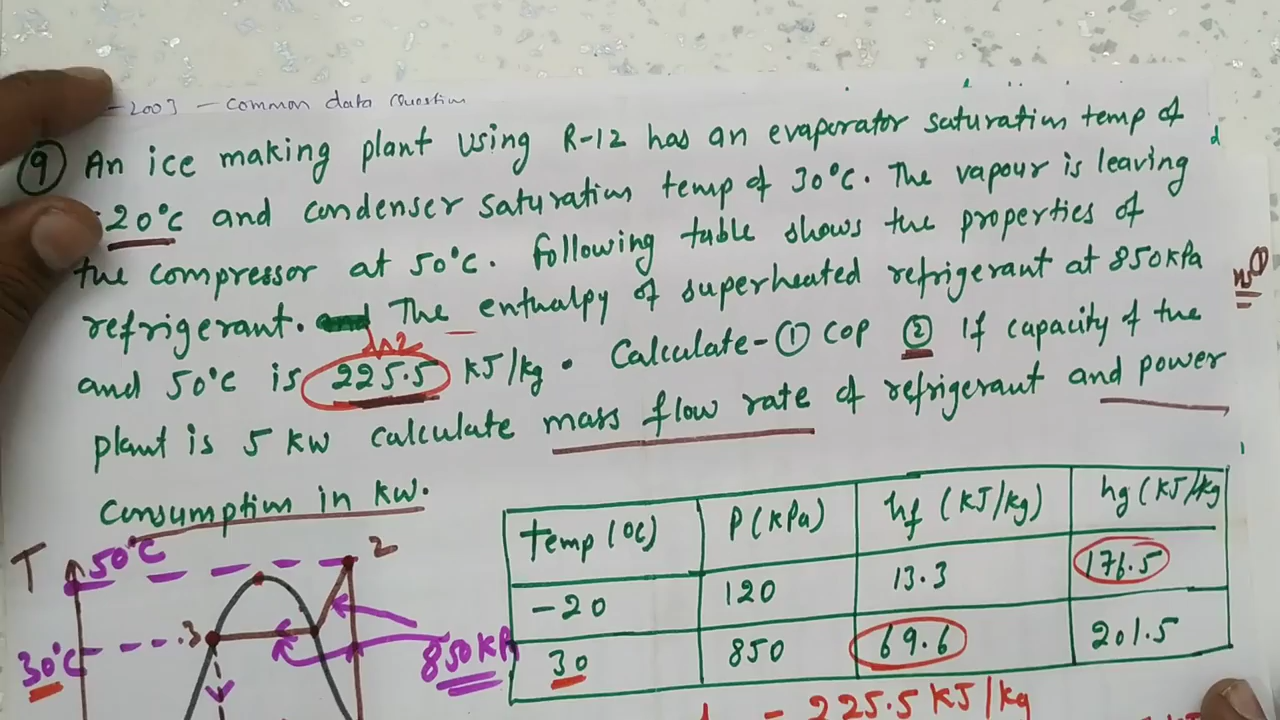 -2003 - Common data Question
9 An ice making plant using R-12 has an evaporator saturation temp of
-20°C and condenser saturation temp of 30°C. The vapour is leaving
the compressor at 50°C. Following table shows the properties of
refrigerant. The enthalpy of superheated refrigerant at 850kPa
and 50°C is 225.5 KJ/kg. Calculate - ① COP ② If capacity of the
h2
plant is 5 kw calculate mass flow rate of refrigerant and power
Consumption in kw.
temp (°C) P(kPa) hf (KJ/kg) hg (KJ/kg
-20 120 13.3 176.5
30 850 69.6 201.5
T 50°C 2
3
30°C
850KP
= 225.5 KJ/kg